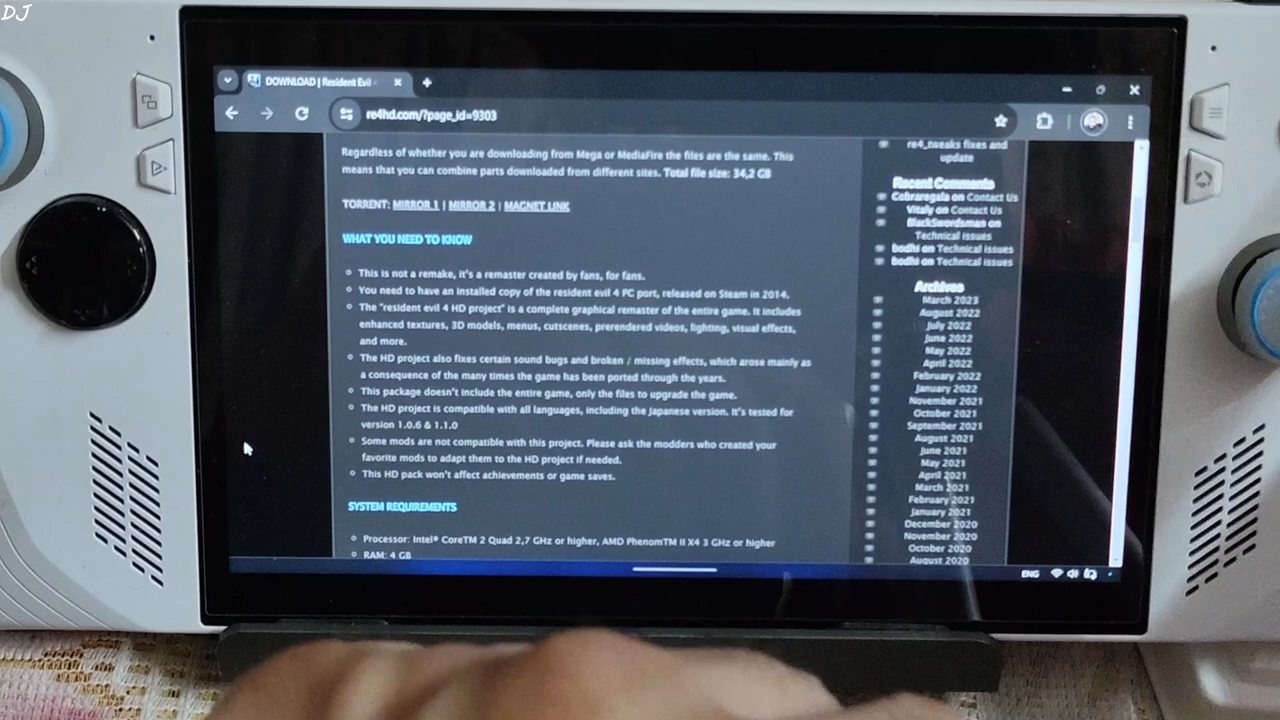 DJ
DOWNLOAD | Resident Evil
re4hd.com/?page_id=9303
Regardless of whether you are downloading from Mega or MediaFire the files are the same. This
means that you can combine parts downloaded from different sites. Total file size: 34,2 GB
TORRENT: MIRROR 1 | MIRROR 2 | MAGNET LINK
WHAT YOU NEED TO KNOW
This is not a remake, it's a remaster created by fans, for fans.
You need to have an installed copy of the resident evil 4 PC port, released on Steam in 2014.
The "resident evil 4 HD project" is a complete graphical remaster of the entire game. It includes
enhanced textures, 3D models, menus, cutscenes, prerendered videos, lighting, visual effects,
and more.
The HD project also fixes certain sound bugs and broken / missing effects, which arose mainly as
a consequence of the many times the game has been ported through the years.
This package doesn't include the entire game, only the files to upgrade the game.
The HD project is compatible with all languages, including the Japanese version. It's tested for
version 1.0.6 & 1.1.0
Some mods are not compatible with this project. Please ask the modders who created your
favorite mods to adapt them to the HD project if needed.
This HD pack won't affect achievements or game saves.
SYSTEM REQUIREMENTS
Processor: Intel® CoreTM 2 Quad 2,7 GHz or higher, AMD PhenomTM II X4 3 GHz or higher
RAM: 4 GB
re4_tweaks fixes and
update
Recent Comments
Cobraregala on Contact Us
Vitaly on Contact Us
BlackSwordsman on
Technical issues
bodhi on Technical issues
bodhi on Technical issues
Archives
March 2023
August 2022
July 2022
June 2022
May 2022
April 2022
February 2022
January 2022
November 2021
October 2021
September 2021
August 2021
June 2021
May 2021
April 2021
March 2021
February 2021
January 2021
December 2020
November 2020
October 2020
August 2020
ENG